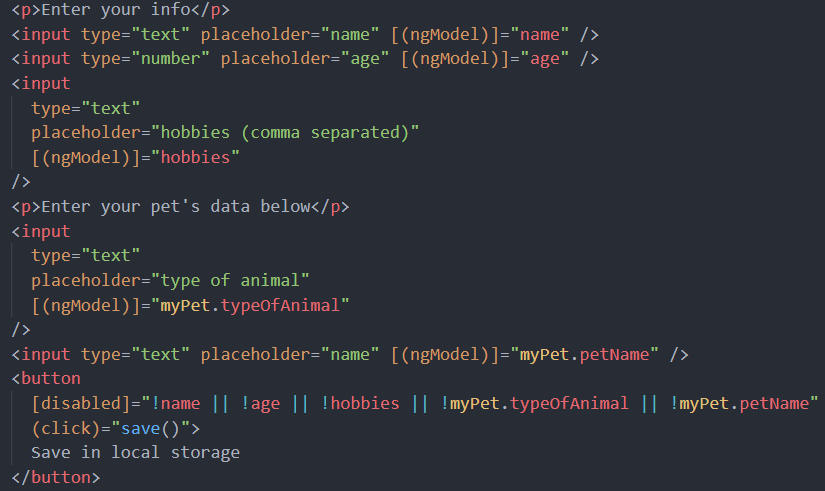 <p>Enter your info</p>
<input type="text" placeholder="name" [(ngModel)]="name" />
<input type="number" placeholder="age" [(ngModel)]="age" />
<input
  type="text"
  placeholder="hobbies (comma separated)"
  [(ngModel)]="hobbies"
/>
<p>Enter your pet's data below</p>
<input
  type="text"
  placeholder="type of animal"
  [(ngModel)]="myPet.typeOfAnimal"
/>
<input type="text" placeholder="name" [(ngModel)]="myPet.petName" />
<button
  [disabled]="!name || !age || !hobbies || !myPet.typeOfAnimal || !myPet.petName"
  (click)="save()">
  Save in local storage
</button>